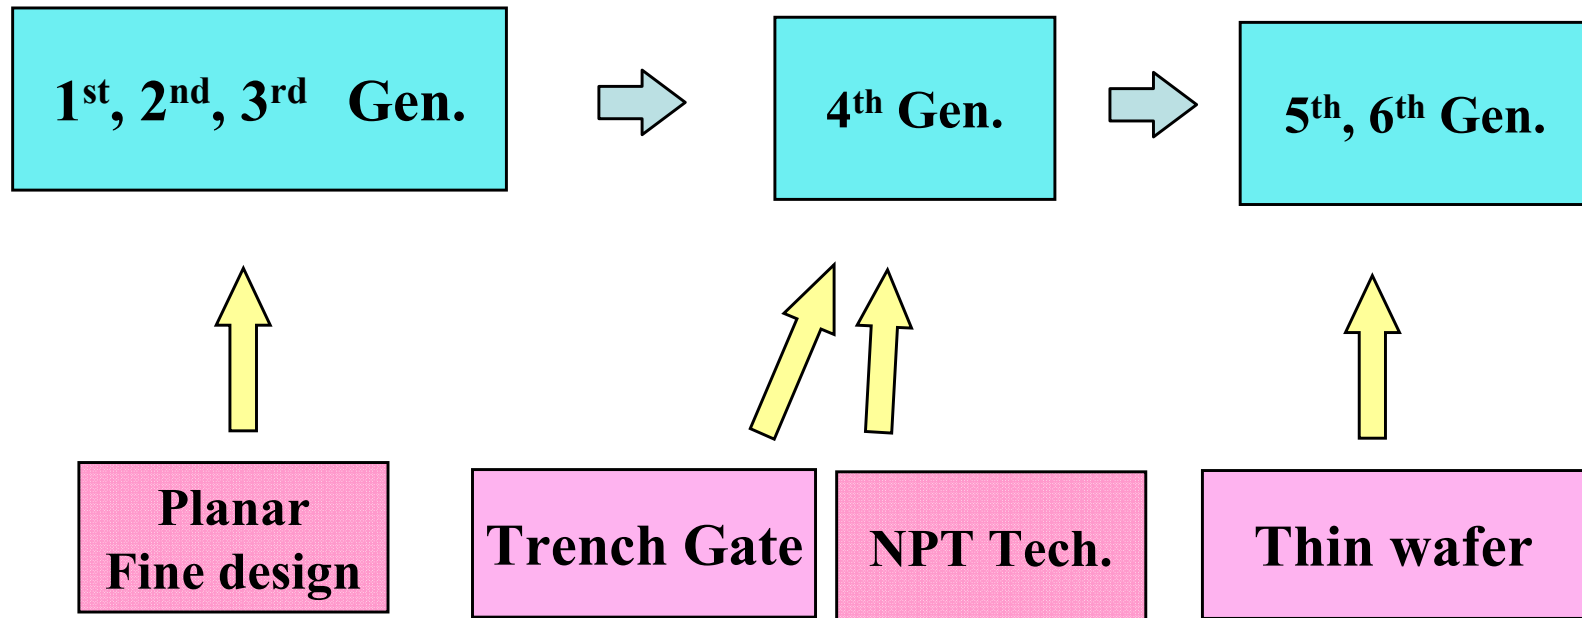 1st, 2nd, 3rd Gen.
4th Gen.
5th, 6th Gen.
Planar
Fine design
Trench Gate
NPT Tech.
Thin wafer